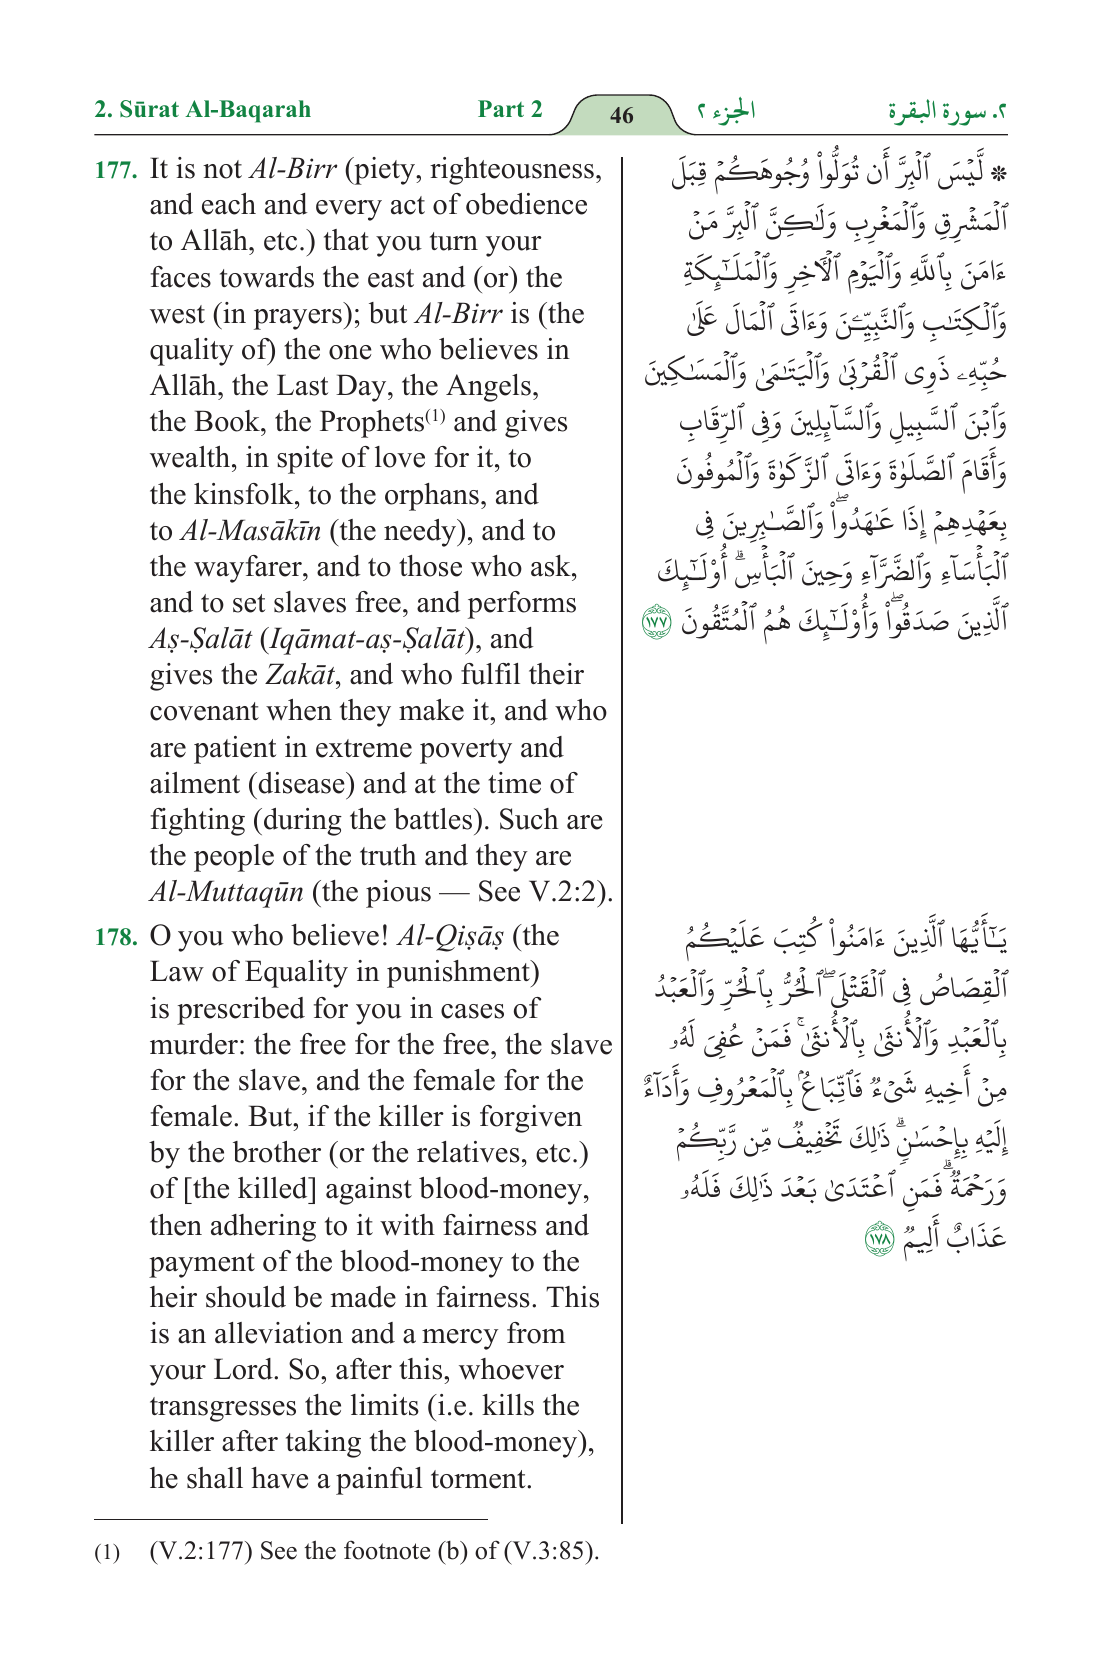 2. Sūrat Al-Baqarah Part 2 46 الجزء ٢ ٢. سورة البقرة
177. It is not Al-Birr (piety, righteousness,
and each and every act of obedience
to Allāh, etc.) that you turn your
faces towards the east and (or) the
west (in prayers); but Al-Birr is (the
quality of) the one who believes in
Allāh, the Last Day, the Angels,
the Book, the Prophets(1) and gives
wealth, in spite of love for it, to
the kinsfolk, to the orphans, and
to Al-Masākīn (the needy), and to
the wayfarer, and to those who ask,
and to set slaves free, and performs
Aṣ-Ṣalāt (Iqāmat-aṣ-Ṣalāt), and
gives the Zakāt, and who fulfil their
covenant when they make it, and who
are patient in extreme poverty and
ailment (disease) and at the time of
fighting (during the battles). Such are
the people of the truth and they are
Al-Muttaqūn (the pious — See V.2:2).
178. O you who believe! Al-Qiṣāṣ (the
Law of Equality in punishment)
is prescribed for you in cases of
murder: the free for the free, the slave
for the slave, and the female for the
female. But, if the killer is forgiven
by the brother (or the relatives, etc.)
of [the killed] against blood-money,
then adhering to it with fairness and
payment of the blood-money to the
heir should be made in fairness. This
is an alleviation and a mercy from
your Lord. So, after this, whoever
transgresses the limits (i.e. kills the
killer after taking the blood-money),
he shall have a painful torment.
۞ لَّيۡسَ ٱلۡبِرَّ أَن تُوَلُّواْ وُجُوهَكُمۡ قِبَلَ
ٱلۡمَشۡرِقِ وَٱلۡمَغۡرِبِ وَلَٰكِنَّ ٱلۡبِرَّ مَنۡ
ءَامَنَ بِٱللَّهِ وَٱلۡيَوۡمِ ٱلۡأٓخِرِ وَٱلۡمَلَٰٓئِكَةِ
وَٱلۡكِتَٰبِ وَٱلنَّبِيِّـۧنَ وَءَاتَى ٱلۡمَالَ عَلَىٰ
حُبِّهِۦ ذَوِي ٱلۡقُرۡبَىٰ وَٱلۡيَتَٰمَىٰ وَٱلۡمَسَٰكِينَ
وَٱبۡنَ ٱلسَّبِيلِ وَٱلسَّآئِلِينَ وَفِي ٱلرِّقَابِ
وَأَقَامَ ٱلصَّلَوٰةَ وَءَاتَى ٱلزَّكَوٰةَ وَٱلۡمُوفُونَ
بِعَهۡدِهِمۡ إِذَا عَٰهَدُواْۖ وَٱلصَّٰبِرِينَ فِي
ٱلۡبَأۡسَآءِ وَٱلضَّرَّآءِ وَحِينَ ٱلۡبَأۡسِۗ أُوْلَٰٓئِكَ
ٱلَّذِينَ صَدَقُواْۖ وَأُوْلَٰٓئِكَ هُمُ ٱلۡمُتَّقُونَ ١٧٧
يَٰٓأَيُّهَا ٱلَّذِينَ ءَامَنُواْ كُتِبَ عَلَيۡكُمُ
ٱلۡقِصَاصُ فِي ٱلۡقَتۡلَىۖ ٱلۡحُرُّ بِٱلۡحُرِّ وَٱلۡعَبۡدُ
بِٱلۡعَبۡدِ وَٱلۡأُنثَىٰ بِٱلۡأُنثَىٰۚ فَمَنۡ عُفِيَ لَهُۥ
مِنۡ أَخِيهِ شَيۡءٞ فَٱتِّبَاعُۢ بِٱلۡمَعۡرُوفِ وَأَدَآءٌ
إِلَيۡهِ بِإِحۡسَٰنٖۗ ذَٰلِكَ تَخۡفِيفٞ مِّن رَّبِّكُمۡ
وَرَحۡمَةٞۗ فَمَنِ ٱعۡتَدَىٰ بَعۡدَ ذَٰلِكَ فَلَهُۥ
عَذَابٌ أَلِيمٞ ١٧٨
(1) (V.2:177) See the footnote (b) of (V.3:85).